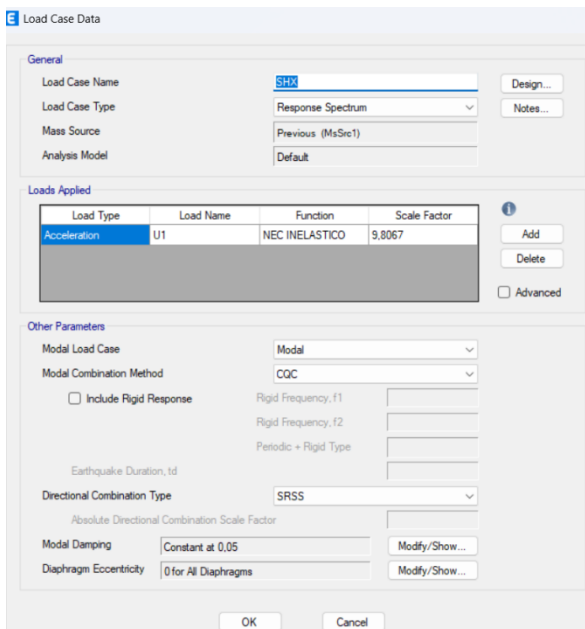 E Load Case Data
General
Load Case Name SHX Design...
Load Case Type Response Spectrum Notes...
Mass Source Previous (MsSrc1)
Analysis Model Default
Loads Applied
Load Type Load Name Function Scale Factor
Acceleration U1 NEC INELASTICO 9,8067
i
Add
Delete
Advanced
Other Parameters
Modal Load Case Modal
Modal Combination Method CQC
Include Rigid Response Rigid Frequency, f1
Rigid Frequency, f2
Periodic + Rigid Type
Earthquake Duration, td
Directional Combination Type SRSS
Absolute Directional Combination Scale Factor
Modal Damping Constant at 0,05 Modify/Show...
Diaphragm Eccentricity 0 for All Diaphragms Modify/Show...
OK Cancel